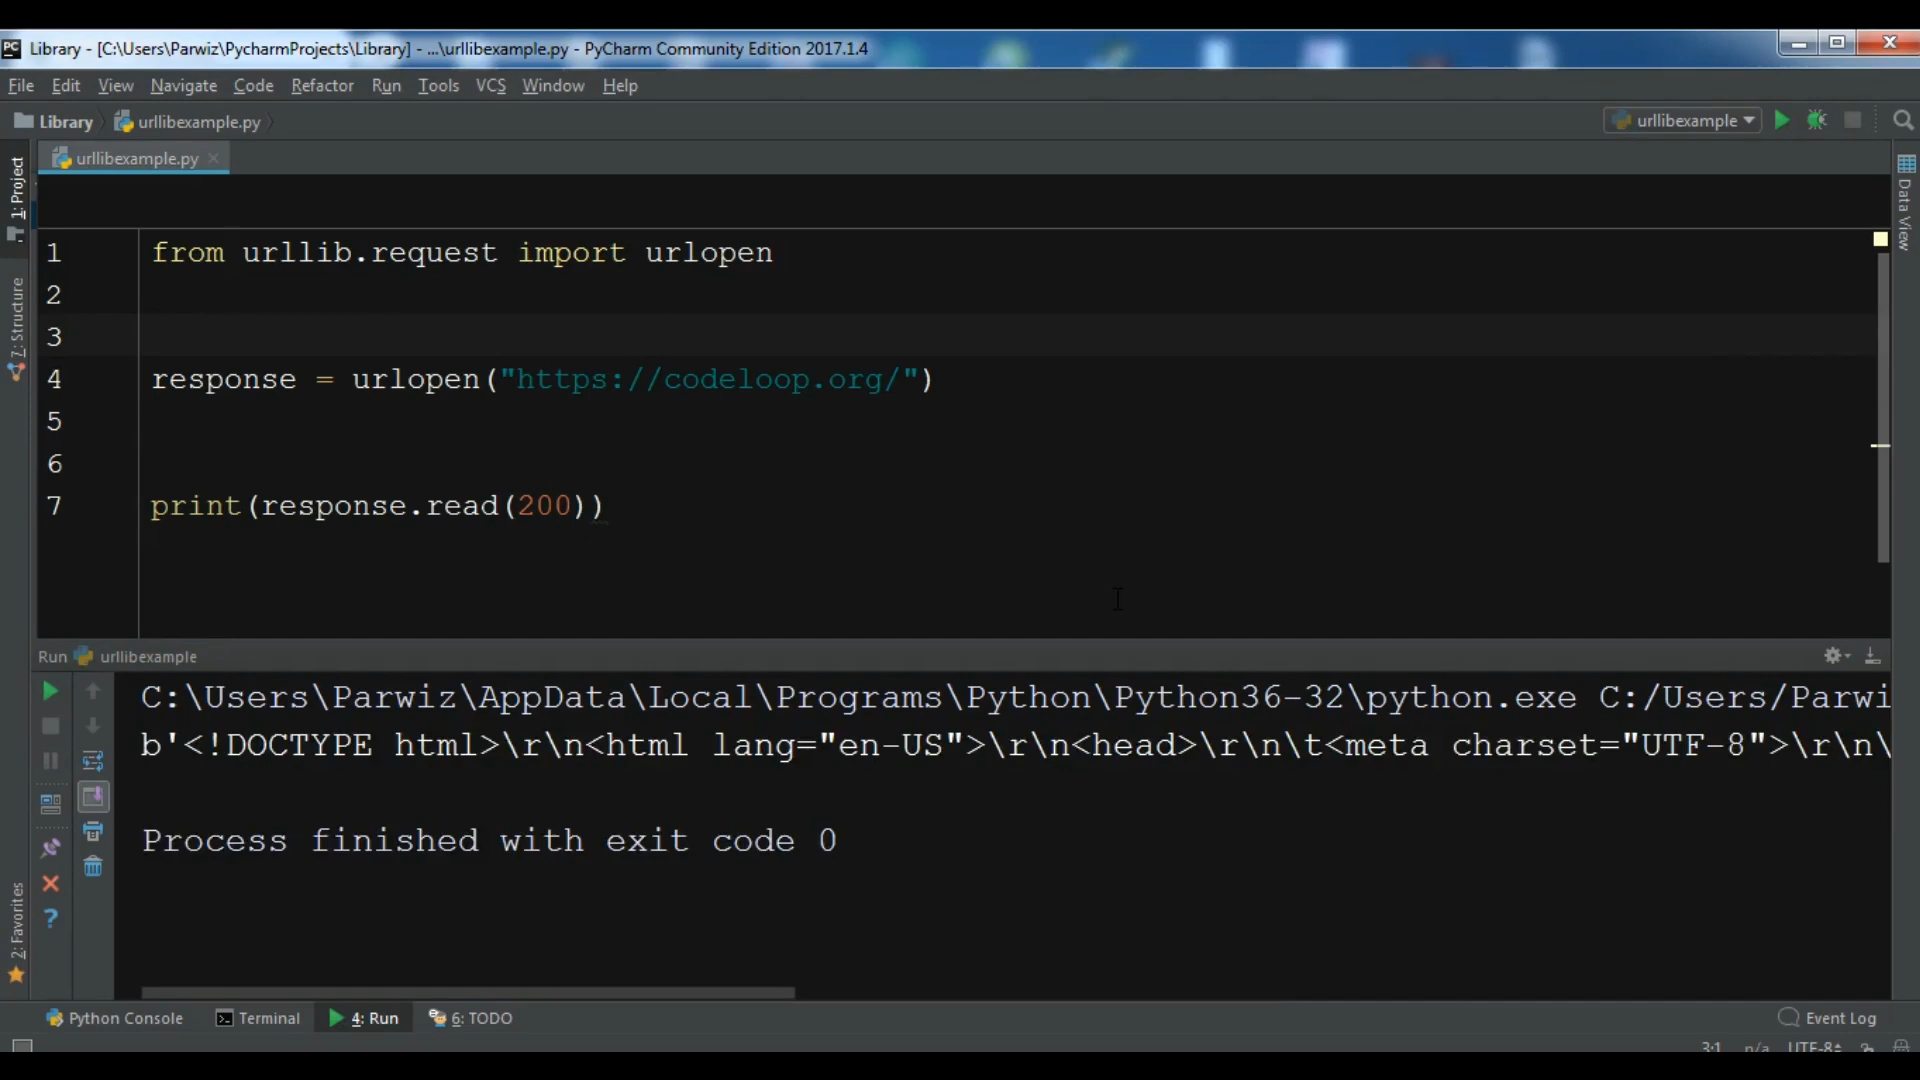 Library - [C:\Users\Parwiz\PycharmProjects\Library] - ...\urllibexample.py - PyCharm Community Edition 2017.1.4
File Edit View Navigate Code Refactor Run Tools VCS Window Help
Library urllibexample.py urllibexample
urllibexample.py
1: Project
7: Structure
2: Favorites
Data View
1 from urllib.request import urlopen
2
3
4 response = urlopen("https://codeloop.org/")
5
6
7 print(response.read(200))
Run urllibexample
C:\Users\Parwiz\AppData\Local\Programs\Python\Python36-32\python.exe C:/Users/Parwi
b'<!DOCTYPE html>\r\n<html lang="en-US">\r\n<head>\r\n\t<meta charset="UTF-8">\r\n\
Process finished with exit code 0
Python Console Terminal 4: Run 6: TODO Event Log
3:1 n/a UTF-8